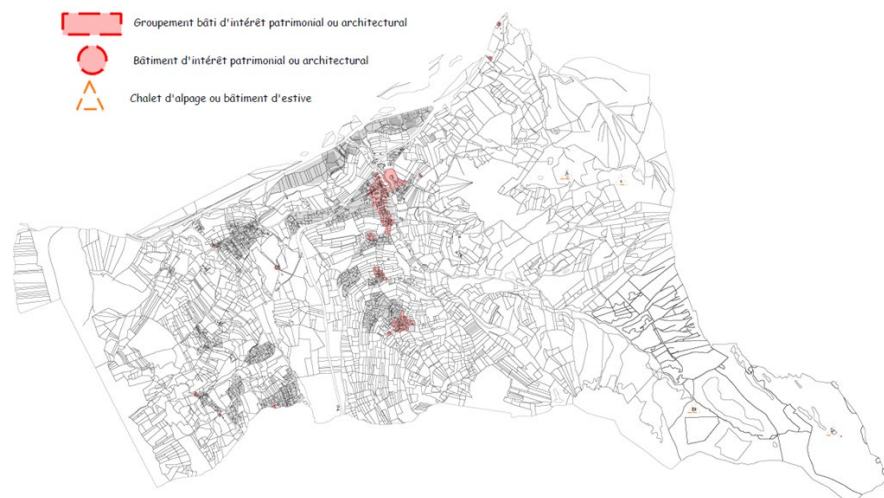 Groupement bâti d'intérêt patrimonial ou architectural
Bâtiment d'intérêt patrimonial ou architectural
Chalet d'alpage ou bâtiment d'estive